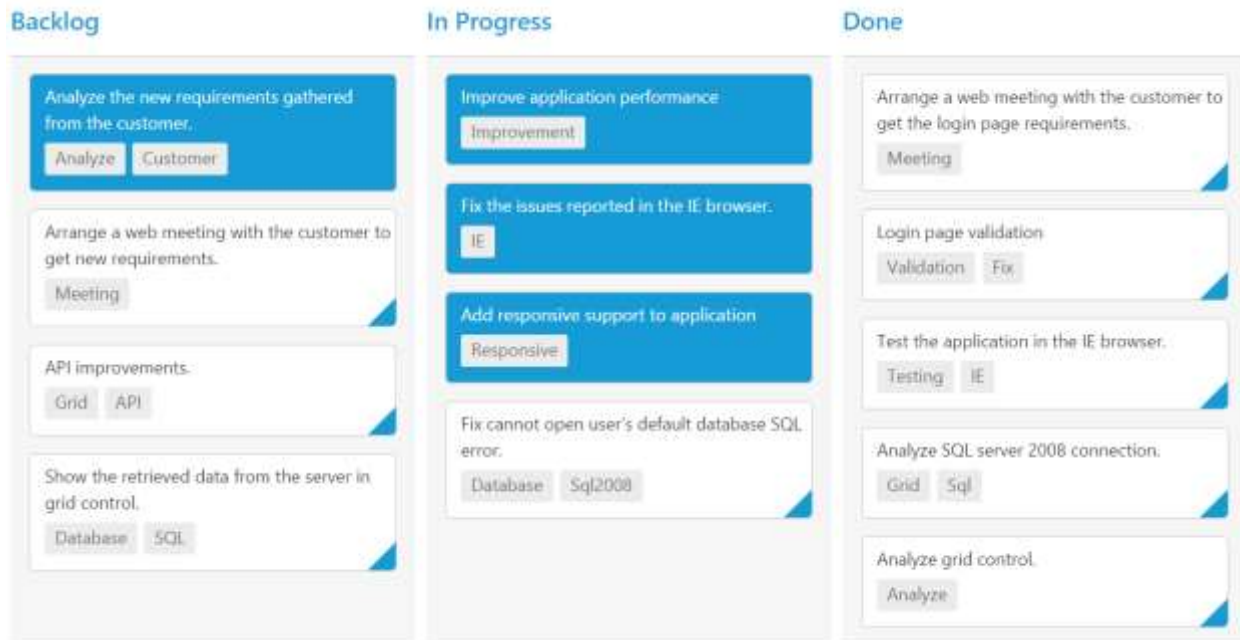 Backlog
Analyze the new requirements gathered
from the customer.
Analyze Customer
Arrange a web meeting with the customer to
get new requirements.
Meeting
API improvements.
Grid API
Show the retrieved data from the server in
grid control.
Database SQL
In Progress
Improve application performance
Improvement
Fix the issues reported in the IE browser.
IE
Add responsive support to application
Responsive
Fix cannot open user's default database SQL
error.
Database Sql2008
Done
Arrange a web meeting with the customer to
get the login page requirements.
Meeting
Login page validation
Validation Fix
Test the application in the IE browser.
Testing IE
Analyze SQL server 2008 connection.
Grid Sql
Analyze grid control.
Analyze